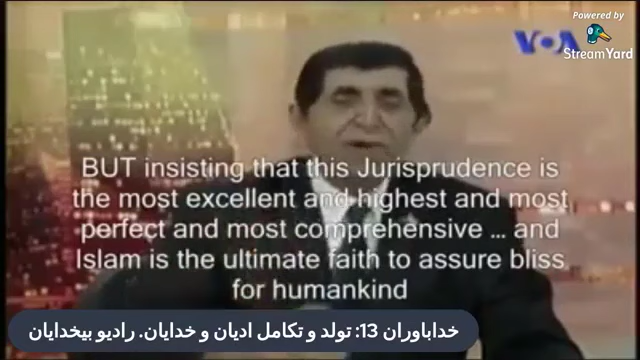 Powered by
VOA
StreamYard
BUT insisting that this Jurisprudence is
the most excellent and highest and most
perfect and most comprehensive ... and
Islam is the ultimate faith to assure bliss
for humankind
خداباوران 13: تولد و تکامل ادیان و خدایان. رادیو بیخدایان